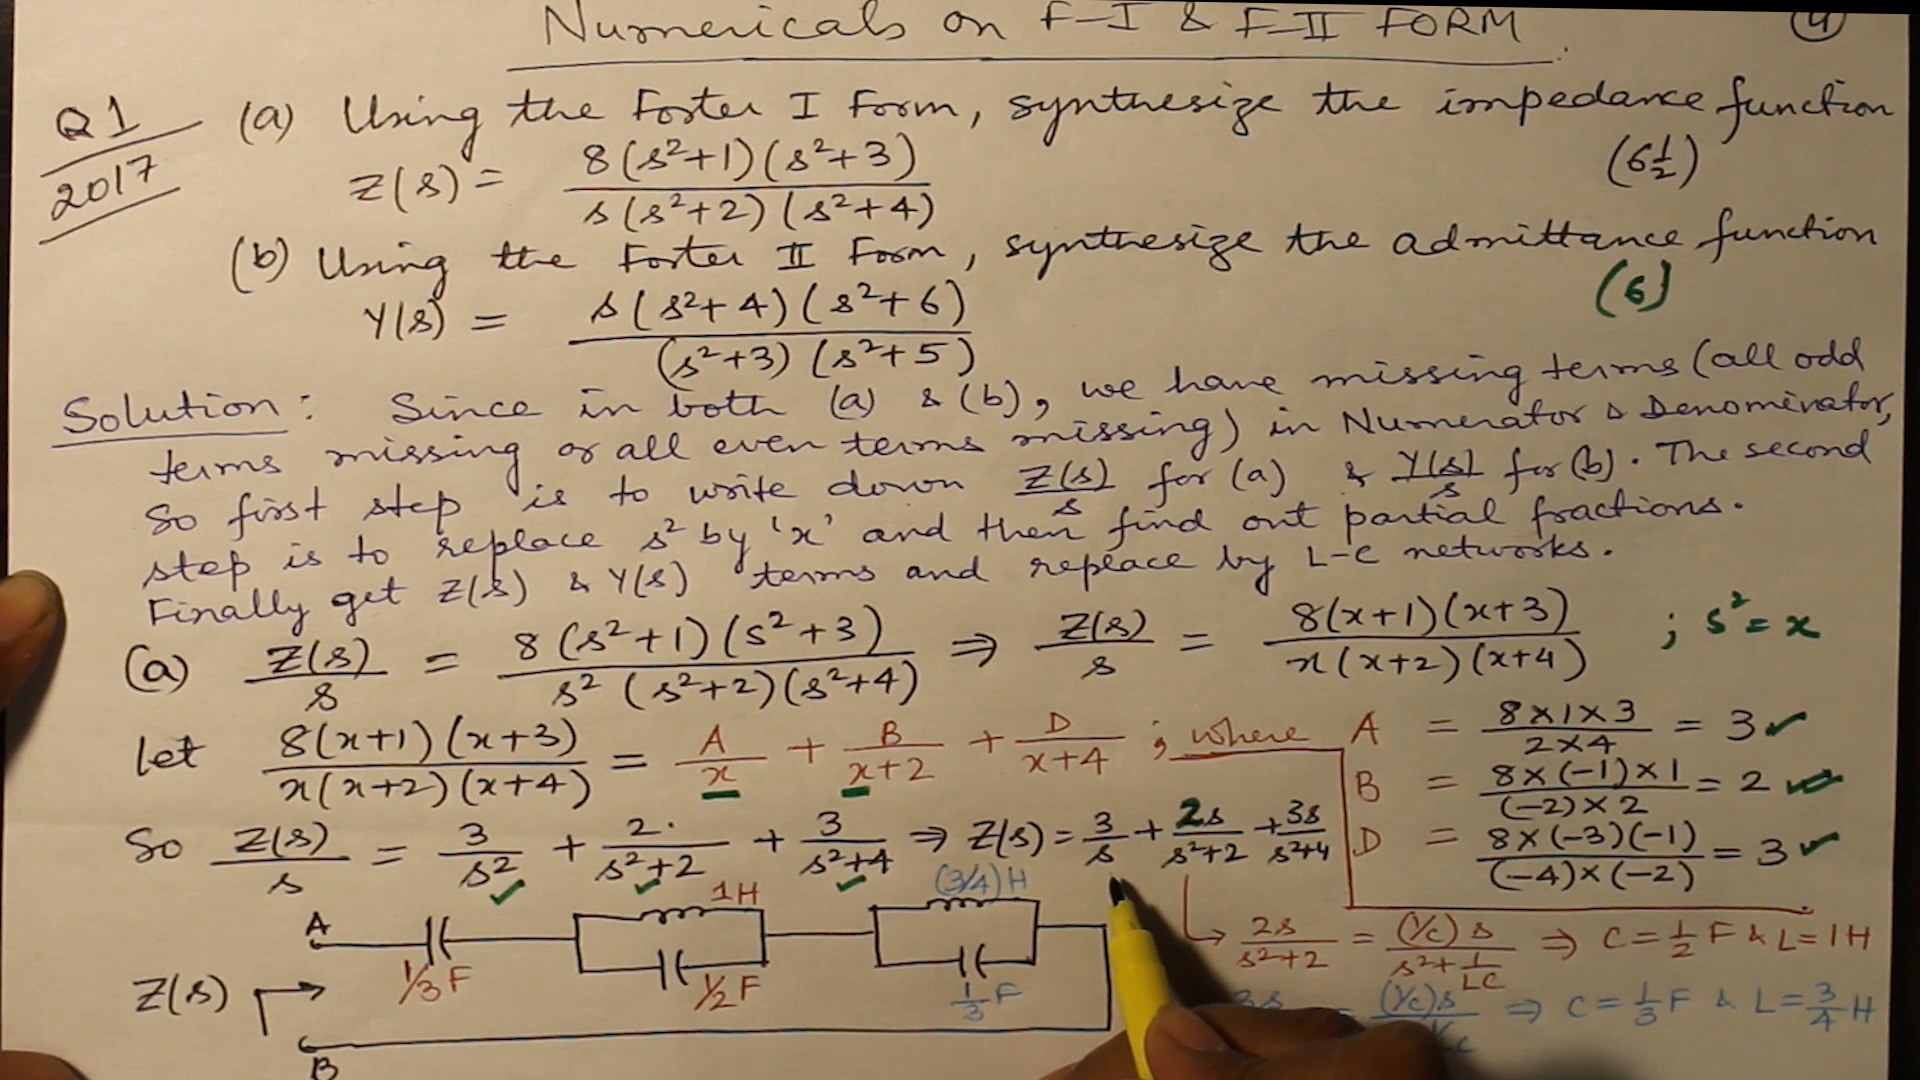 Numericals on F-I & F-II FORM (4)
Q1 (a) Using the Foster I Form, synthesize the impedance function
2017 Z(s) = 8(s²+1)(s²+3) / s(s²+2)(s²+4) (6½)
(b) Using the Foster II Form, synthesize the admittance function
Y(s) = s(s²+4)(s²+6) / (s²+3)(s²+5) (6)
Solution: Since in both (a) & (b), we have missing terms (all odd
terms missing or all even terms missing) in Numerator & Denominator,
So first step is to write down Z(s)/s for (a) & Y(s)/s for (b). The second
step is to replace s² by 'x' and then find out partial fractions.
Finally get Z(s) & Y(s) terms and replace by L-C networks.
(a) Z(s)/s = 8(s²+1)(s²+3) / s²(s²+2)(s²+4) ⇒ Z(s)/s = 8(x+1)(x+3) / x(x+2)(x+4) ; s² = x
let 8(x+1)(x+3) / x(x+2)(x+4) = A/x + B/x+2 + D/x+4 ; where A = 8×1×3 / 2×4 = 3 ✓
B = 8×(-1)×1 / (-2)×2 = 2 ✓
So Z(s)/s = 3/s² + 2/s²+2 + 3/s²+4 ⇒ Z(s) = 3/s + 2s/s²+2 + 3s/s²+4
D = 8×(-3)(-1) / (-4)×(-2) = 3 ✓
1H (3/4)H
A
1/3 F 1/2 F 1/3 F
2s/s²+2 = (1/C)s / s²+1/LC ⇒ C = 1/2 F & L = 1H
Z(s)
3s = (1/C)s ⇒ C = 1/3 F & L = 3/4 H
B